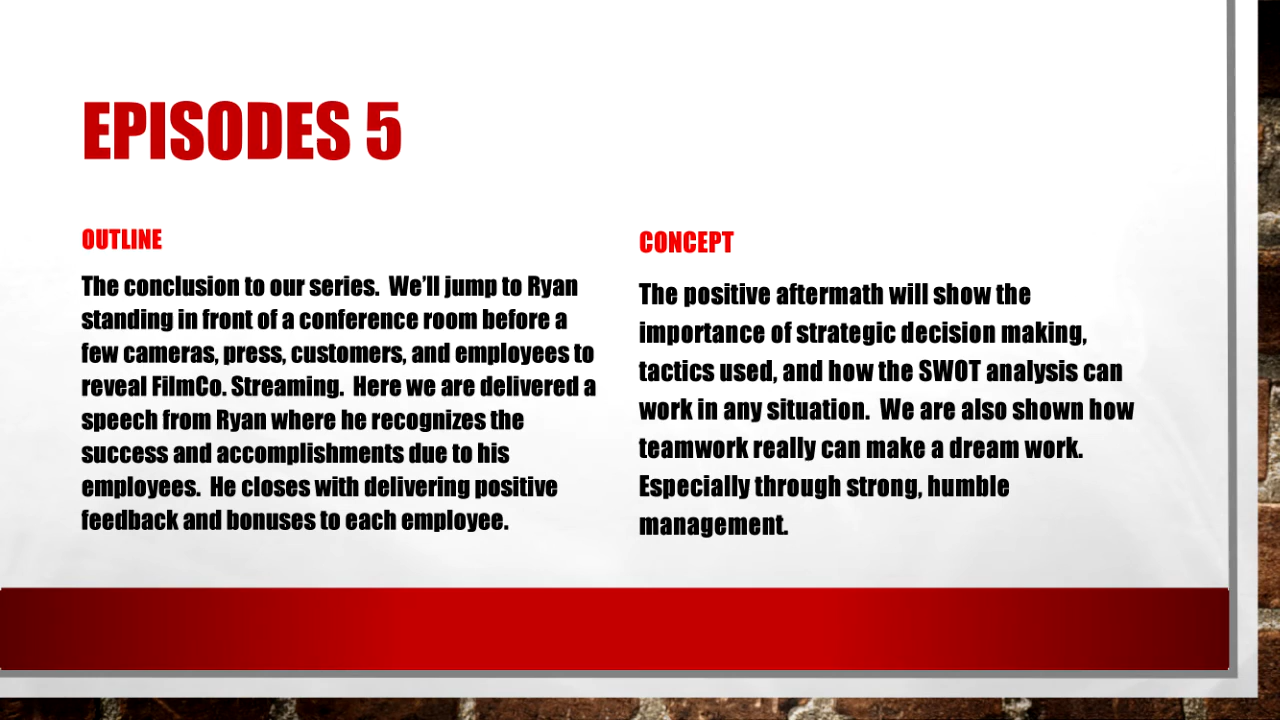 EPISODES 5
OUTLINE
The conclusion to our series.  We’ll jump to Ryan
standing in front of a conference room before a
few cameras, press, customers, and employees to
reveal FilmCo. Streaming.  Here we are delivered a
speech from Ryan where he recognizes the
success and accomplishments due to his
employees.  He closes with delivering positive
feedback and bonuses to each employee.
CONCEPT
The positive aftermath will show the
importance of strategic decision making,
tactics used, and how the SWOT analysis can
work in any situation.  We are also shown how
teamwork really can make a dream work.
Especially through strong, humble
management.